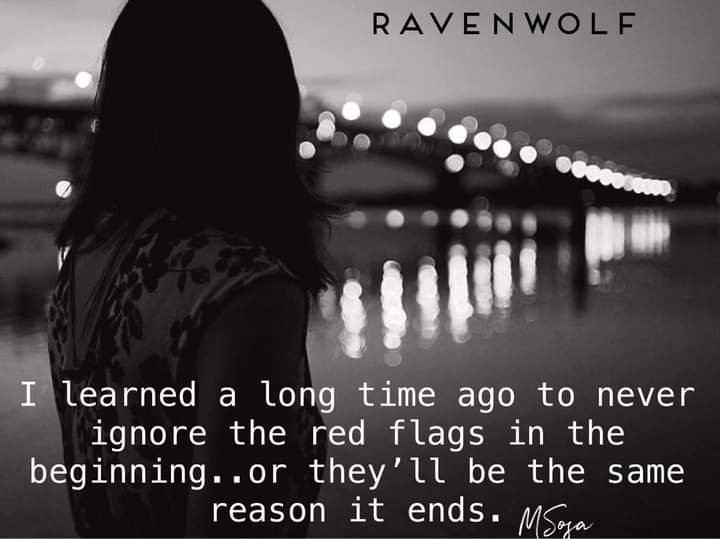 RAVENWOLF
I learned a long time ago to never
ignore the red flags in the
beginning..or they’ll be the same
reason it ends. MSosa